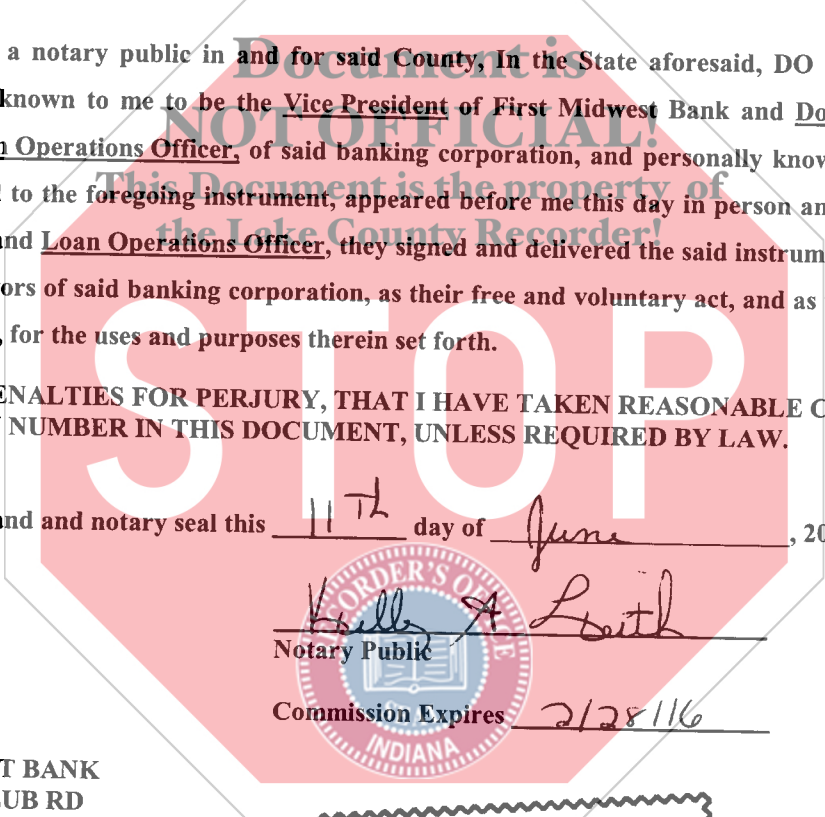 Document is
NOT OFFICIAL!
This Document is the property of
the Lake County Recorder!
STOP
a notary public in and for said County, In the State aforesaid, DO
known to me to be the Vice President of First Midwest Bank and Do
n Operations Officer, of said banking corporation, and personally know
to the foregoing instrument, appeared before me this day in person an
and Loan Operations Officer, they signed and delivered the said instrum
ors of said banking corporation, as their free and voluntary act, and as
, for the uses and purposes therein set forth.
ENALTIES FOR PERJURY, THAT I HAVE TAKEN REASONABLE C
NUMBER IN THIS DOCUMENT, UNLESS REQUIRED BY LAW.
and and notary seal this 11Th day of June, 20
Kelly A Leith
Notary Public
Commission Expires 2/28/16
RECORDER'S OFFICE
INDIANA
T BANK
UB RD